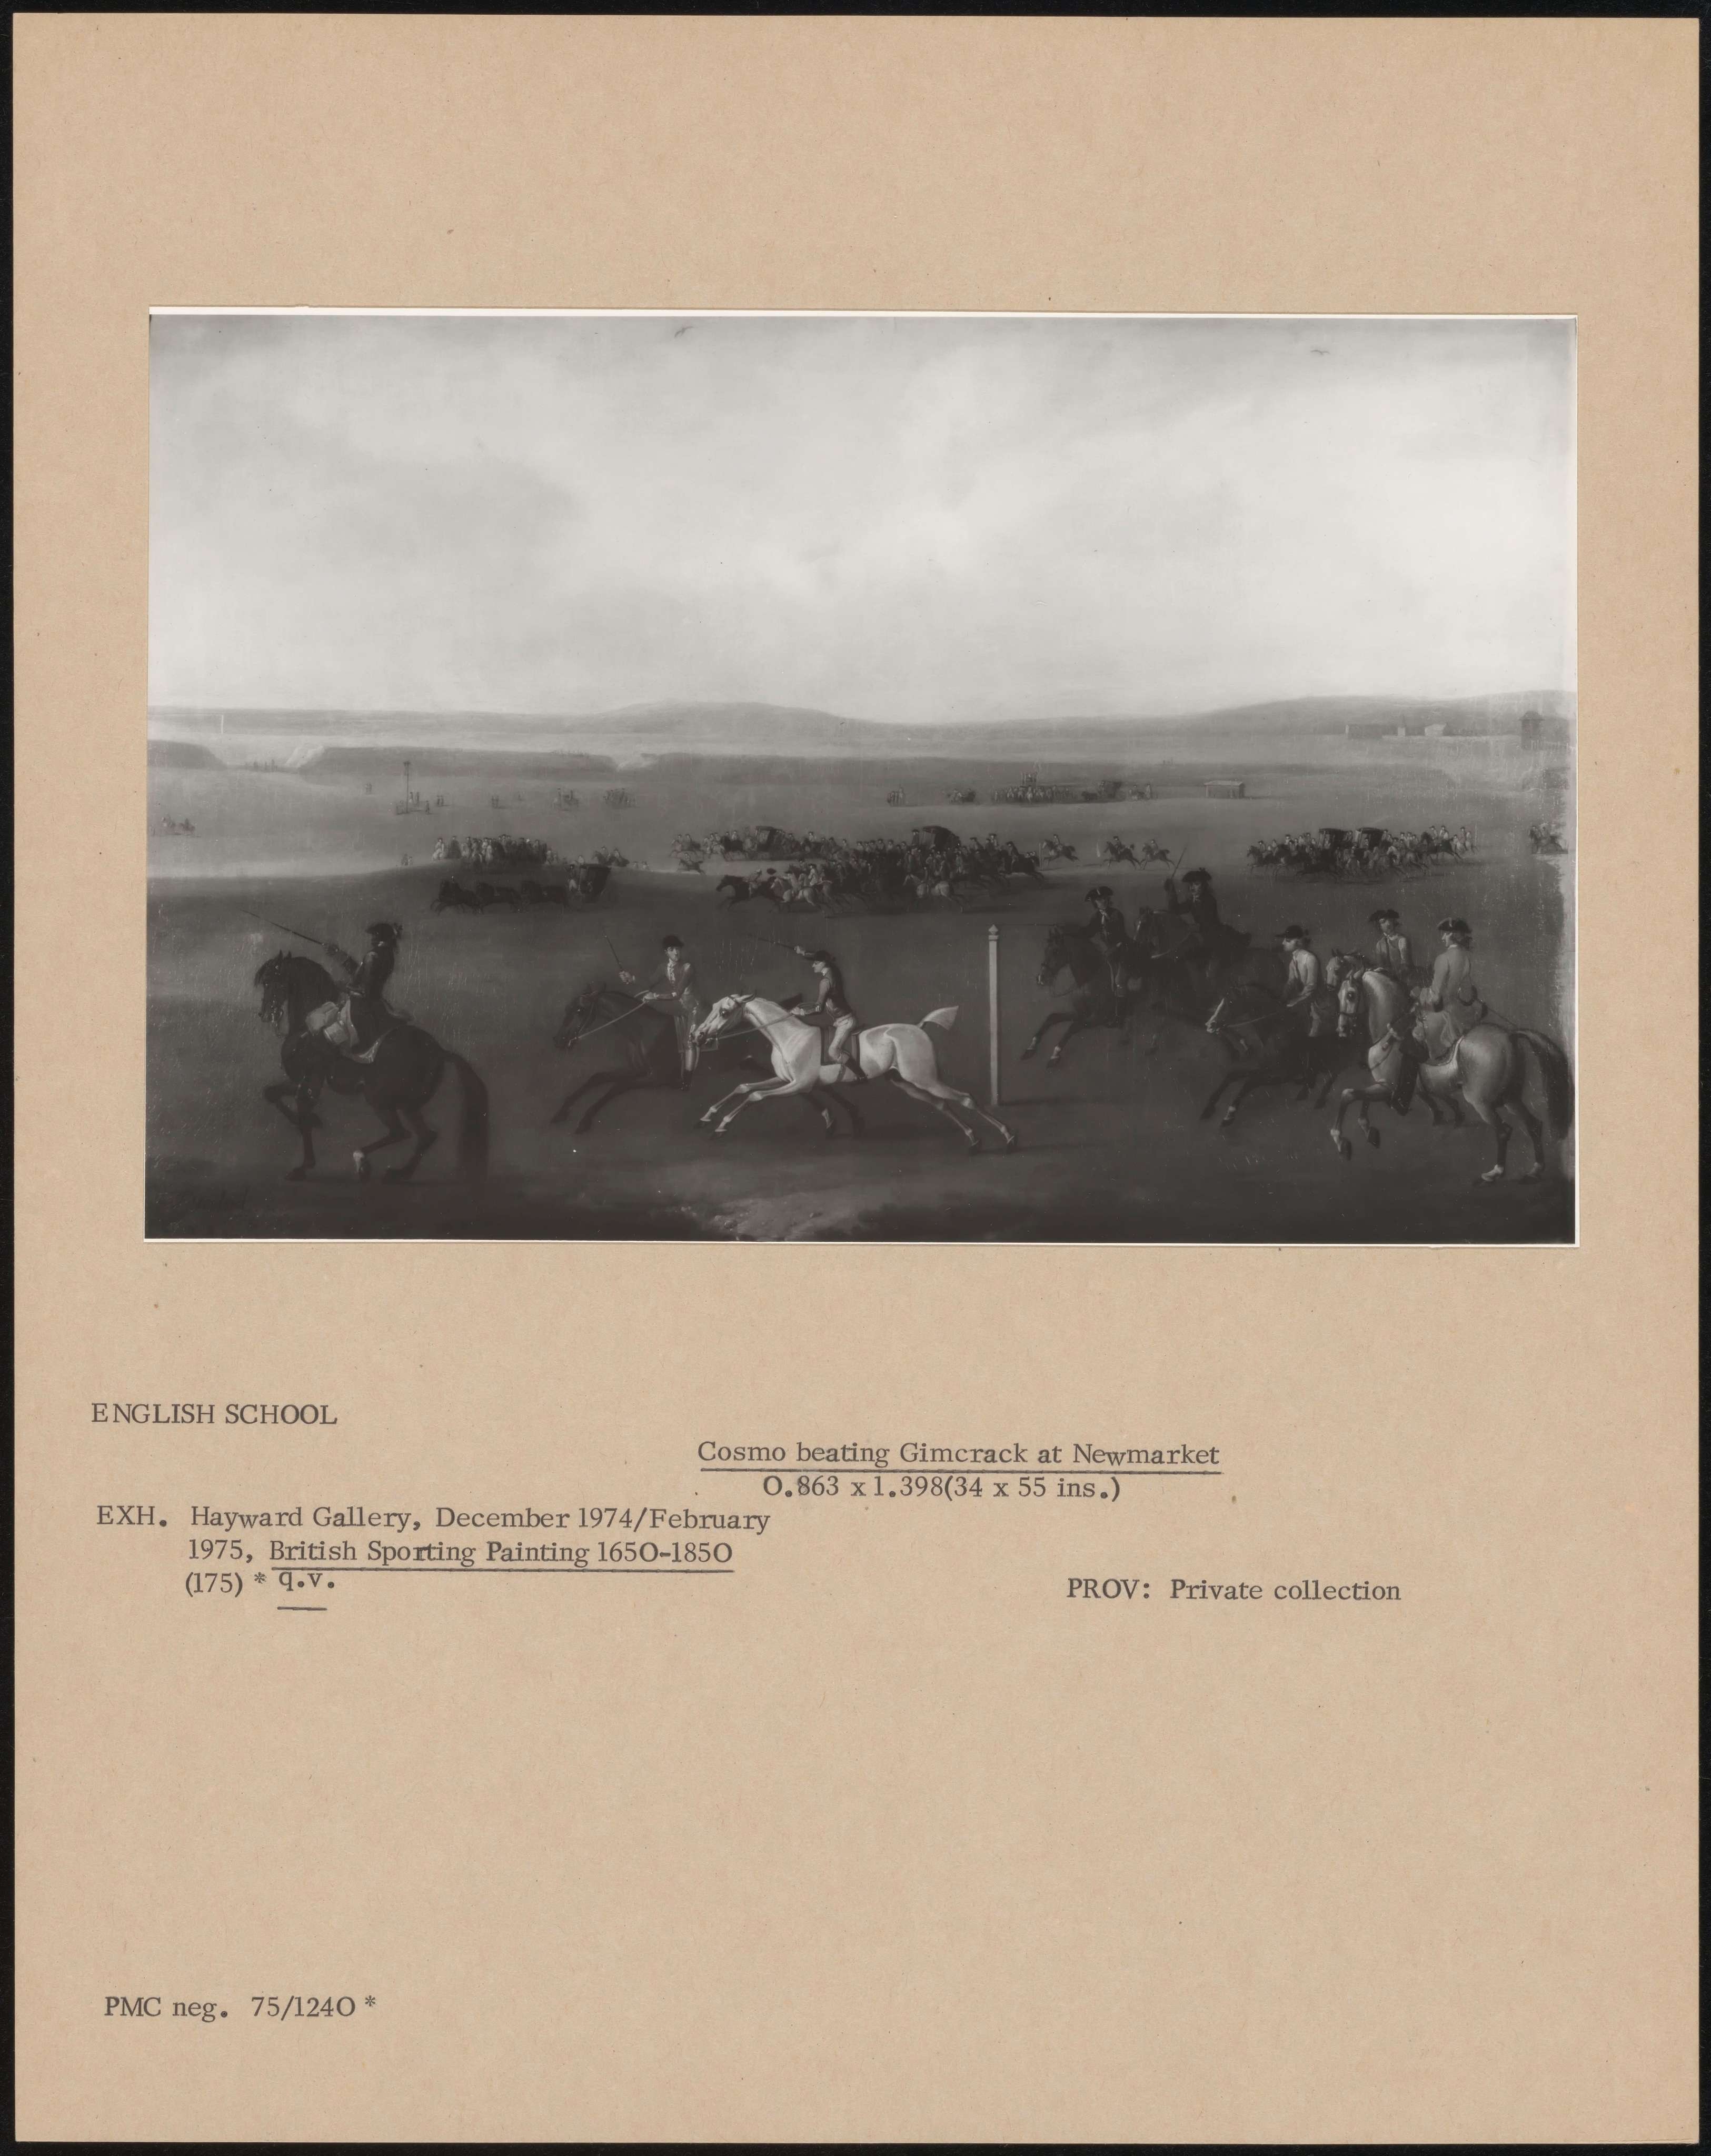 ENGLISH SCHOOL
Cosmo beating Gimcrack at Newmarket
0.863 x 1.398(34 x 55 ins.)
EXH. Hayward Gallery, December 1974/February
1975, British Sporting Painting 1650-1850
(175) * q.v.
PROV: Private collection
PMC neg. 75/1240 *